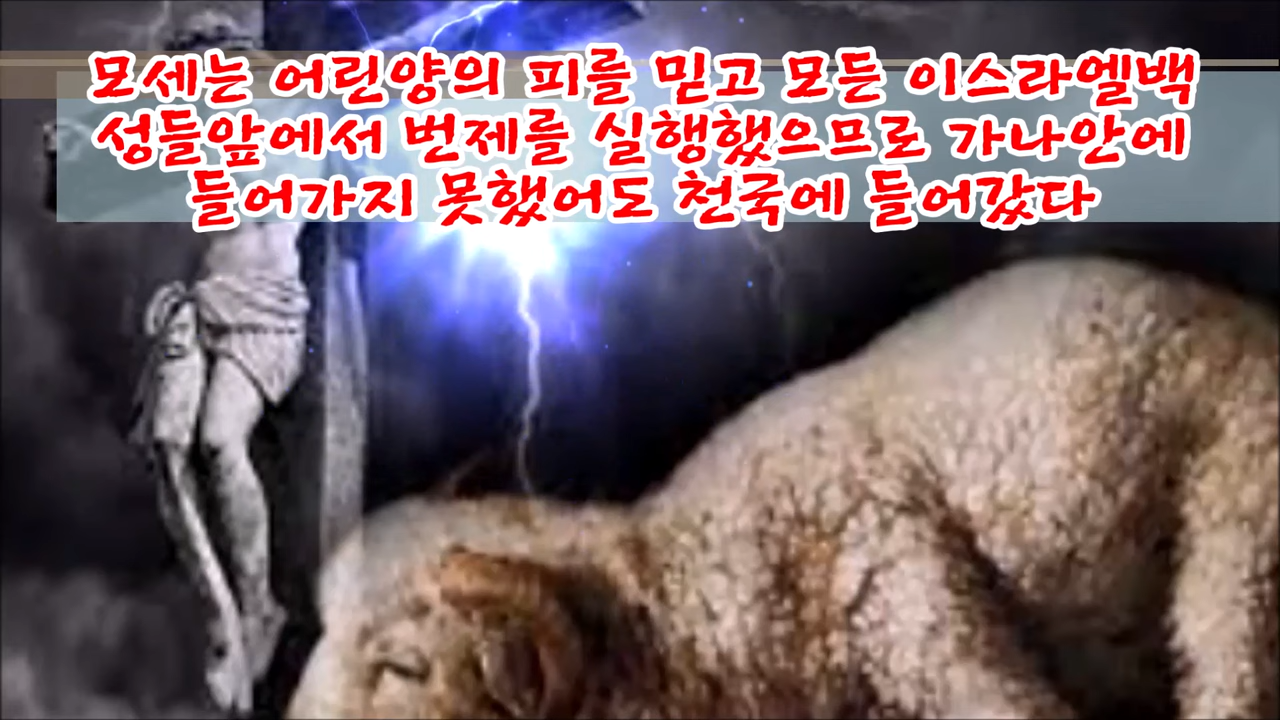 모세는 어린양의 피를 믿고 모든 이스라엘백
성들앞에서 번제를 실행했으므로 가나안에
들어가지 못했어도 천국에 들어갔다